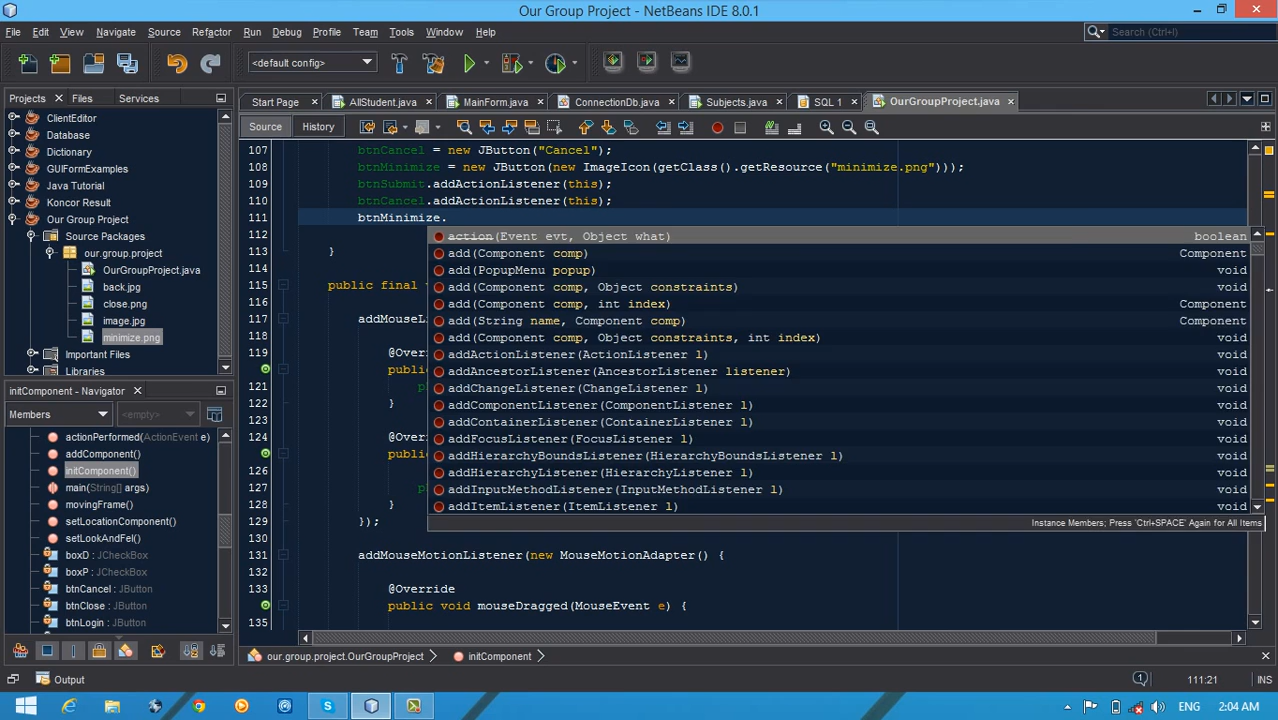 Our Group Project - NetBeans IDE 8.0.1
File Edit View Navigate Source Refactor Run Debug Profile Team Tools Window Help
Search (Ctrl+I)
<default config>
Projects Files Services
Start Page AllStudent.java MainForm.java ConnectionDb.java Subjects.java SQL 1 OurGroupProject.java
Source History
ClientEditor
Database
Dictionary
GUIFormExamples
Java Tutorial
Koncor Result
Our Group Project
Source Packages
our.group.project
OurGroupProject.java
back.jpg
close.png
image.jpg
minimize.png
Important Files
Libraries
initComponent - Navigator
Members <empty>
actionPerformed(ActionEvent e)
addComponent()
initComponent()
main(String[] args)
movingFrame()
setLocationComponent()
setLookAndFel()
boxD : JCheckBox
boxP : JCheckBox
btnCancel : JButton
btnClose : JButton
btnLogin : JButton
107 btnCancel = new JButton("Cancel");
108 btnMinimize = new JButton(new ImageIcon(getClass().getResource("minimize.png")));
109 btnSubmit.addActionListener(this);
110 btnCancel.addActionListener(this);
111 btnMinimize.
112
113 }
114
115 public final
116
117 addMouseLi
118
119 @Overr
publi
121
122 }
123
124 @Overr
publi
126
127
128 }
129 });
130
131 addMouseMotionListener(new MouseMotionAdapter() {
132
133 @Override
public void mouseDragged(MouseEvent e) {
135
action(Event evt, Object what) boolean
add(Component comp) Component
add(PopupMenu popup) void
add(Component comp, Object constraints) void
add(Component comp, int index) Component
add(String name, Component comp) Component
add(Component comp, Object constraints, int index) void
addActionListener(ActionListener l) void
addAncestorListener(AncestorListener listener) void
addChangeListener(ChangeListener l) void
addComponentListener(ComponentListener l) void
addContainerListener(ContainerListener l) void
addFocusListener(FocusListener l) void
addHierarchyBoundsListener(HierarchyBoundsListener l) void
addHierarchyListener(HierarchyListener l) void
addInputMethodListener(InputMethodListener l) void
addItemListener(ItemListener l) void
Instance Members; Press 'Ctrl+SPACE' Again for All Items
our.group.project.OurGroupProject initComponent
Output
1 111:21 INS
ENG 2:04 AM